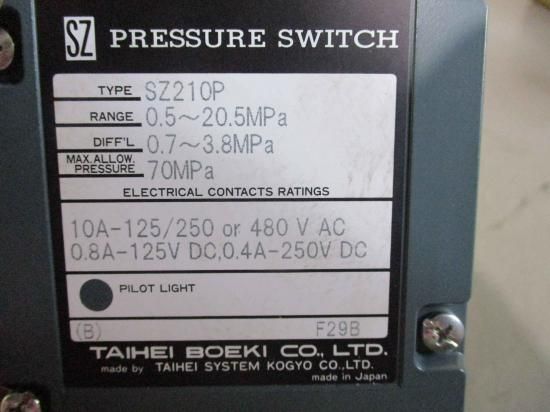 SZ PRESSURE SWITCH
TYPE SZ210P
RANGE 0.5~20.5MPa
DIFF'L 0.7~3.8MPa
MAX.ALLOW. PRESSURE 70MPa
ELECTRICAL CONTACTS RATINGS
10A-125/250 or 480 V AC
0.8A-125V DC,0.4A-250V DC
PILOT LIGHT
(B) F29B
TAIHEI BOEKI CO., LTD.
made by TAIHEI SYSTEM KOGYO CO.,LTD.
made in Japan